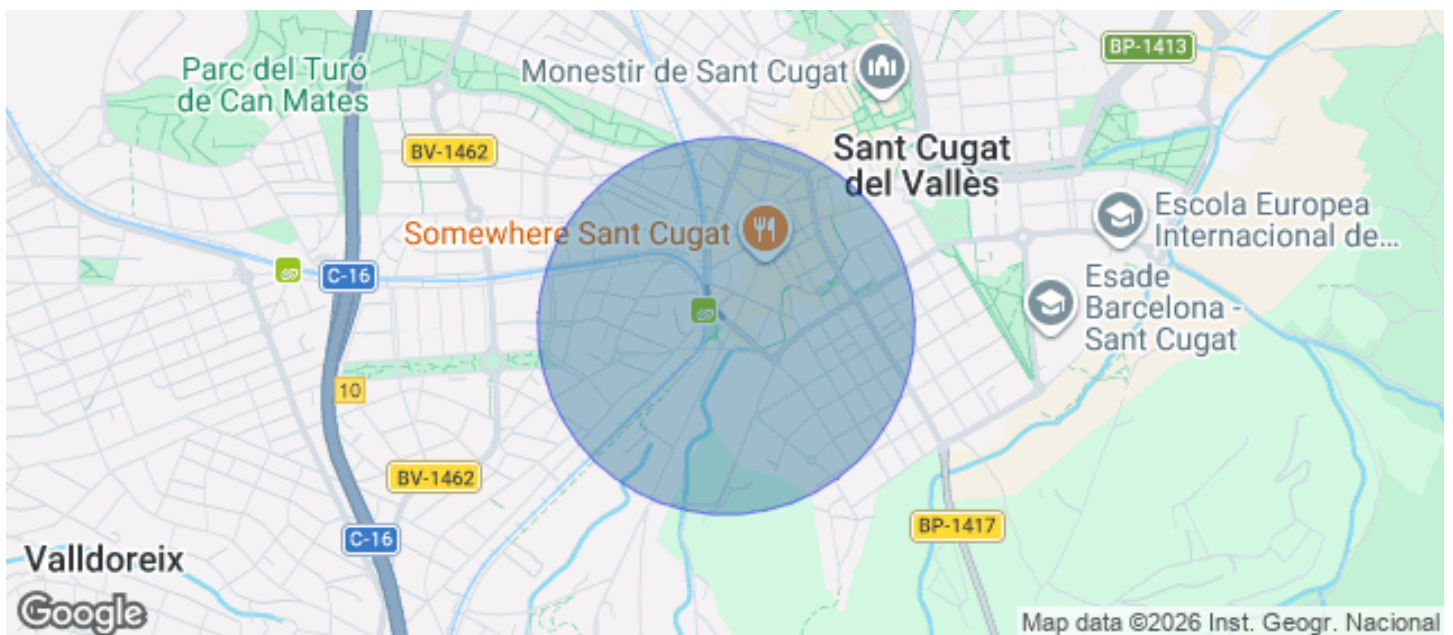 BP-1413
Parc del Turó
de Can Mates
Monestir de Sant Cugat
BV-1462
Sant Cugat
del Vallès
Somewhere Sant Cugat
Escola Europea
Internacional de...
C-16
Esade
Barcelona -
Sant Cugat
10
BV-1462
BP-1417
C-16
Valldoreix
Google
Map data ©2026 Inst. Geogr. Nacional